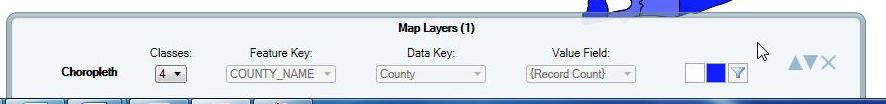 Map Layers (1)
Classes: Feature Key: Data Key: Value Field:
Choropleth 4 COUNTY_NAME County {Record Count}